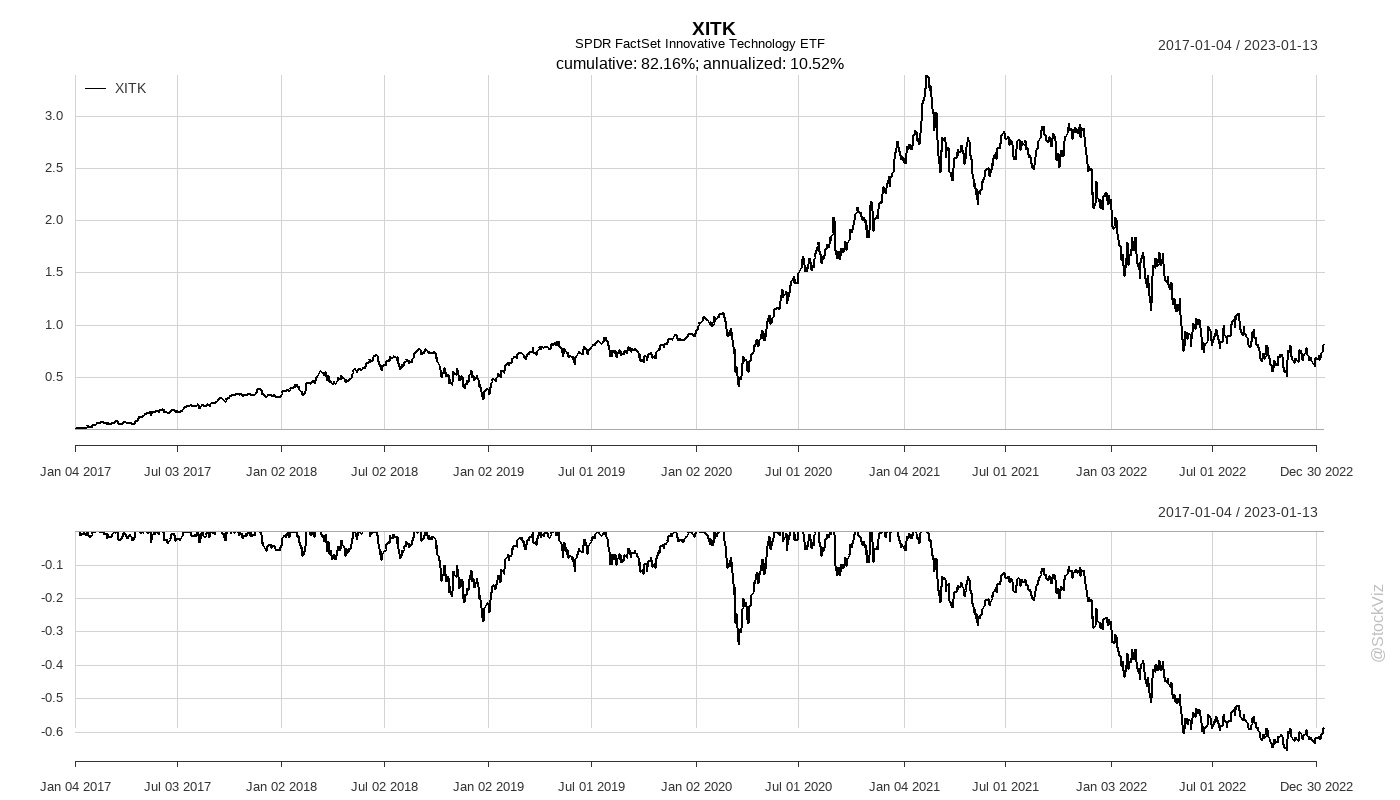 XITK
SPDR FactSet Innovative Technology ETF
cumulative: 82.16%; annualized: 10.52%
2017-01-04 / 2023-01-13
XITK
3.0
2.5
2.0
1.5
1.0
0.5
Jan 04 2017 Jul 03 2017 Jan 02 2018 Jul 02 2018 Jan 02 2019 Jul 01 2019 Jan 02 2020 Jul 01 2020 Jan 04 2021 Jul 01 2021 Jan 03 2022 Jul 01 2022 Dec 30 2022
2017-01-04 / 2023-01-13
-0.1
-0.2
-0.3
-0.4
-0.5
-0.6
Jan 04 2017 Jul 03 2017 Jan 02 2018 Jul 02 2018 Jan 02 2019 Jul 01 2019 Jan 02 2020 Jul 01 2020 Jan 04 2021 Jul 01 2021 Jan 03 2022 Jul 01 2022 Dec 30 2022
@StockViz